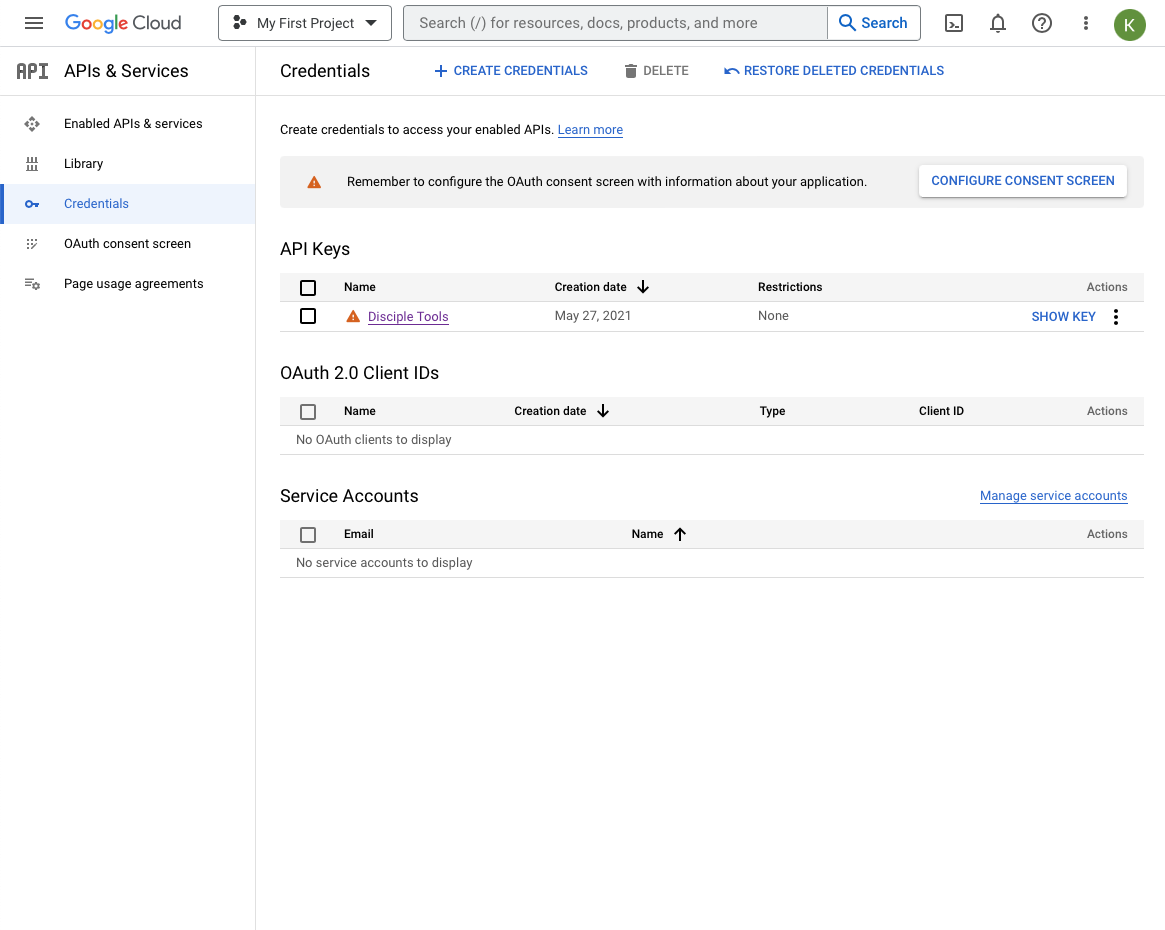 Google Cloud
My First Project
Search (/) for resources, docs, products, and more
Search
K
API APIs & Services
Credentials
CREATE CREDENTIALS
DELETE
RESTORE DELETED CREDENTIALS
Enabled APIs & services
Library
Credentials
OAuth consent screen
Page usage agreements
Create credentials to access your enabled APIs. Learn more
Remember to configure the OAuth consent screen with information about your application.
CONFIGURE CONSENT SCREEN
API Keys
Name Creation date Restrictions Actions
Disciple Tools May 27, 2021 None SHOW KEY
OAuth 2.0 Client IDs
Name Creation date Type Client ID Actions
No OAuth clients to display
Service Accounts
Manage service accounts
Email Name Actions
No service accounts to display